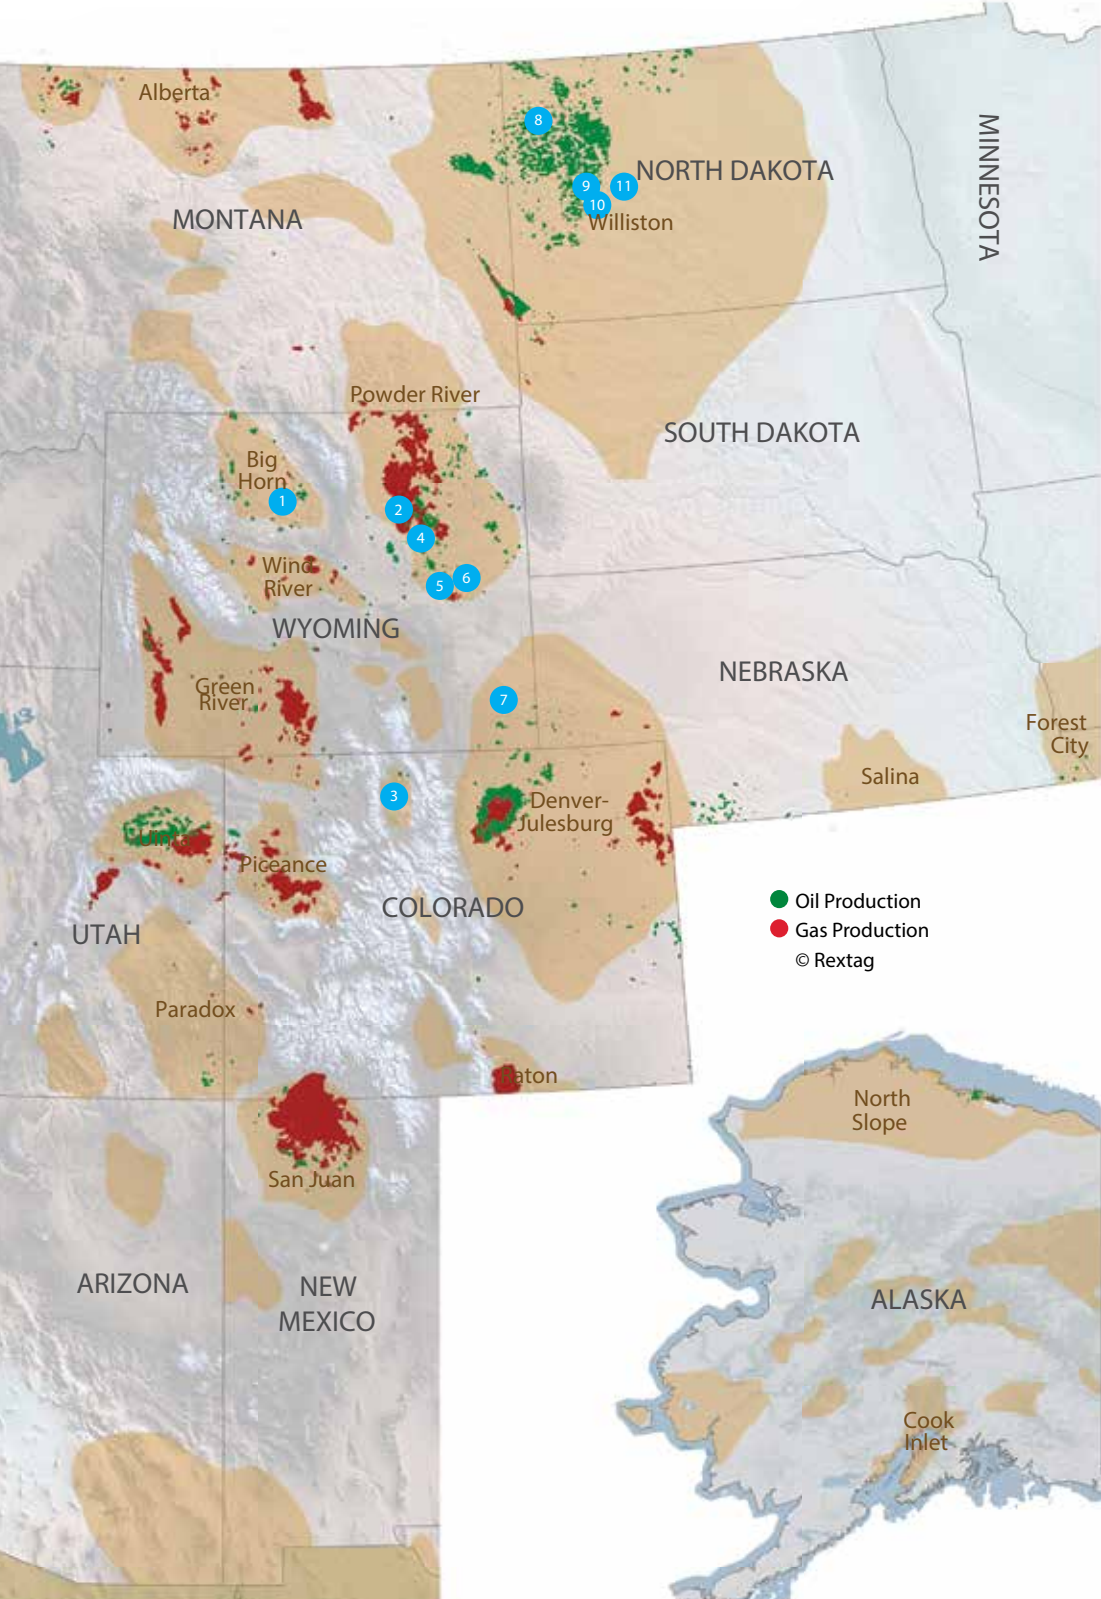 Alberta
8
MINNESOTA
NORTH DAKOTA
9
11
10
Williston
MONTANA
Powder River
SOUTH DAKOTA
Big
Horn
1
2
4
Wind
River
5
6
WYOMING
NEBRASKA
Green
River
7
Forest
City
Salina
3
Denver-
Julesburg
Uinta
Piceance
COLORADO
UTAH
Oil Production
Gas Production
© Rextag
Paradox
Raton
North
Slope
San Juan
ARIZONA
NEW
MEXICO
ALASKA
Cook
Inlet